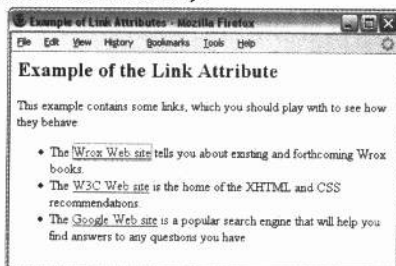 Example of Link Attributes - Mozilla Firefox
File Edit View History Bookmarks Tools Help
Example of the Link Attribute
This example contains some links, which you should play with to see how
they behave
The Wrox Web site tells you about existing and forthcoming Wrox
books.
The W3C Web site is the home of the XHTML and CSS
recommendations.
The Google Web site is a popular search engine that will help you
find answers to any questions you have